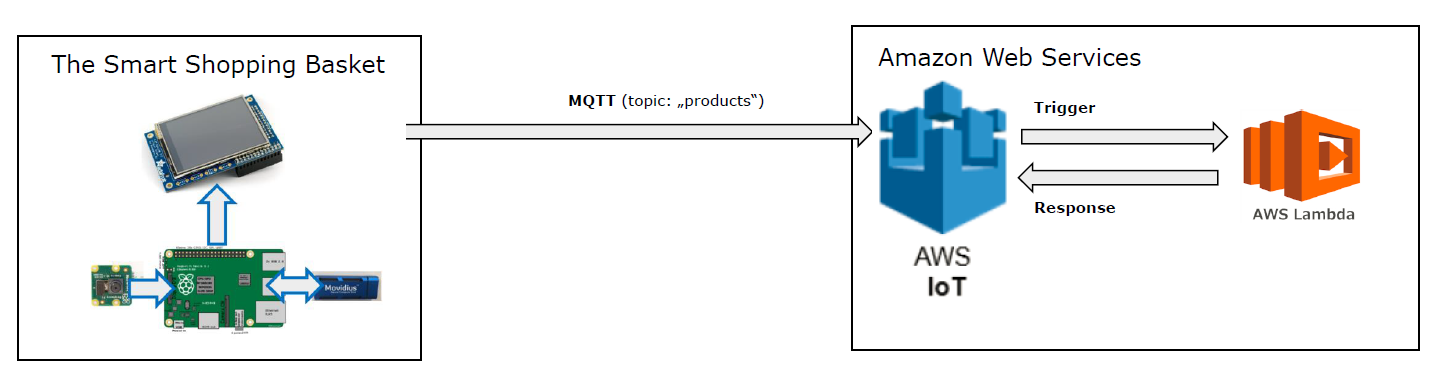 The Smart Shopping Basket
Movidius
MQTT (topic: „products“)
Amazon Web Services
Trigger
Response
AWS Lambda
AWS
IoT